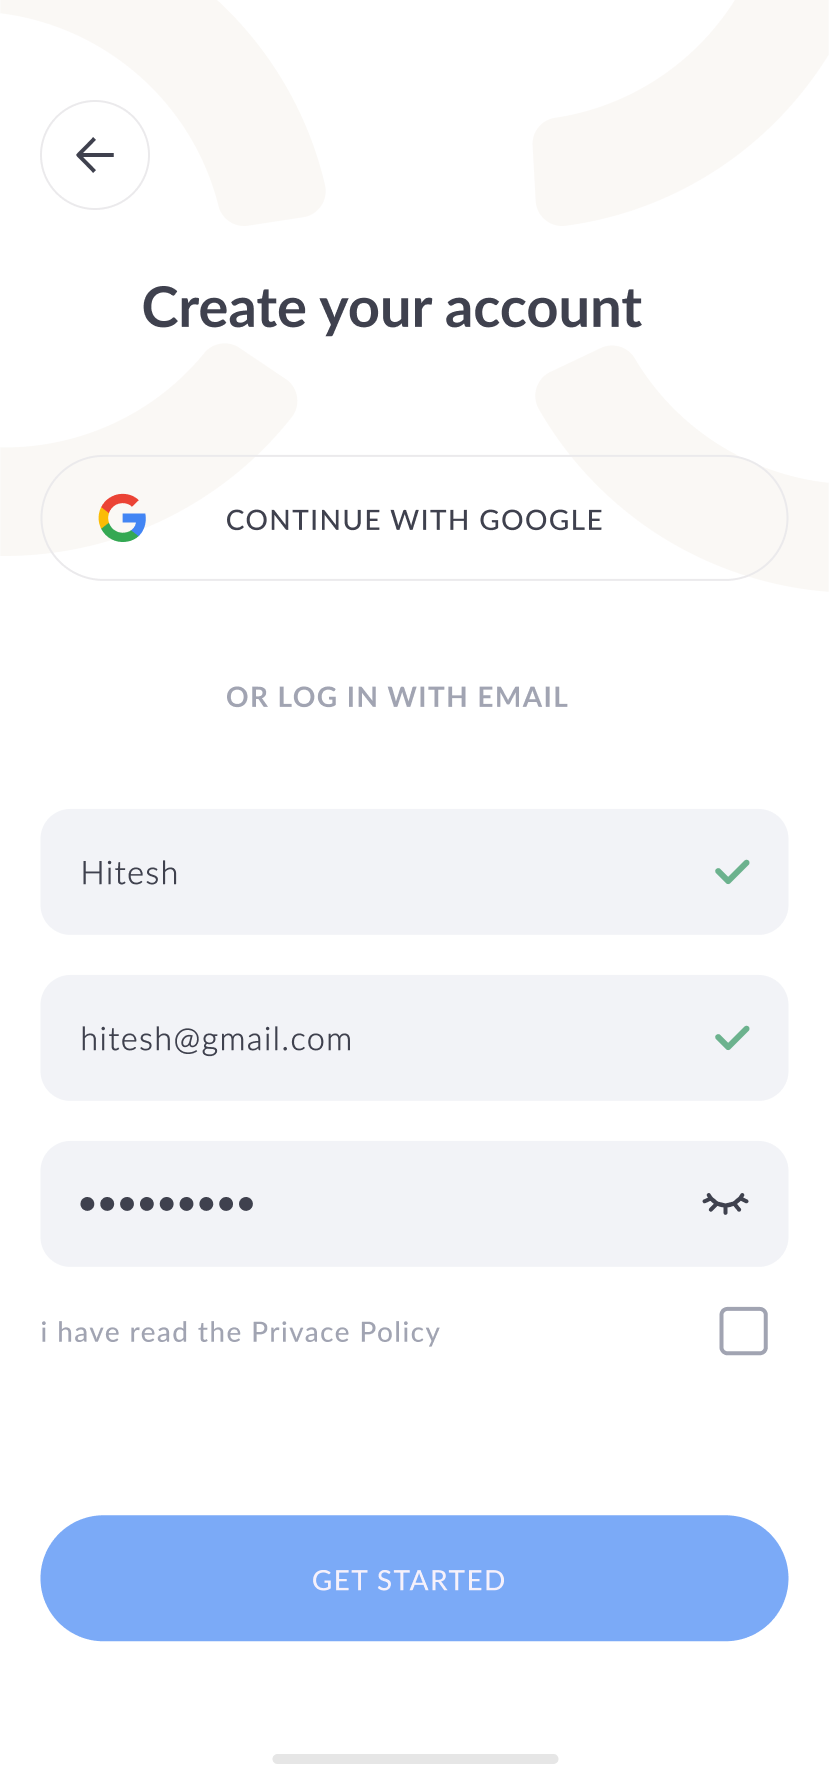 Create your account
CONTINUE WITH GOOGLE
OR LOG IN WITH EMAIL
Hitesh
hitesh@gmail.com
i have read the Privace Policy
GET STARTED